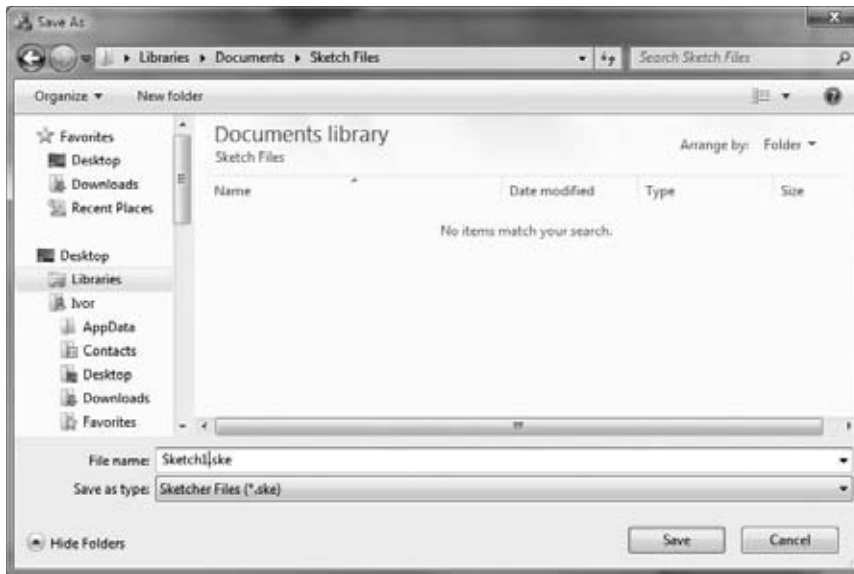 Save As
Libraries ▸ Documents ▸ Sketch Files
Search Sketch Files
Organize ▼ New folder
Favorites
Desktop
Downloads
Recent Places
Desktop
Libraries
Ivor
AppData
Contacts
Desktop
Downloads
Favorites
Documents library
Sketch Files
Arrange by: Folder ▼
Name Date modified Type Size
No items match your search.
File name: Sketch1.ske
Save as type: Sketcher Files (*.ske)
Hide Folders
Save Cancel